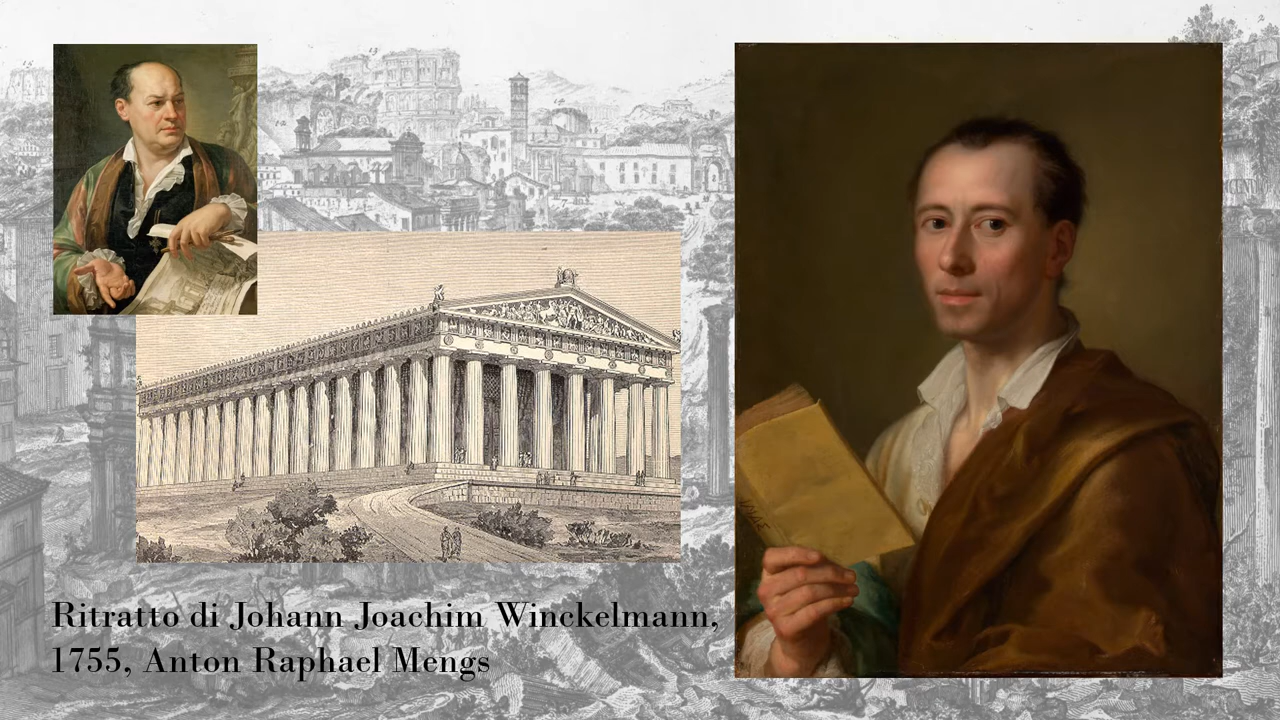 Ritratto di Johann Joachim Winckelmann,
1755, Anton Raphael Mengs